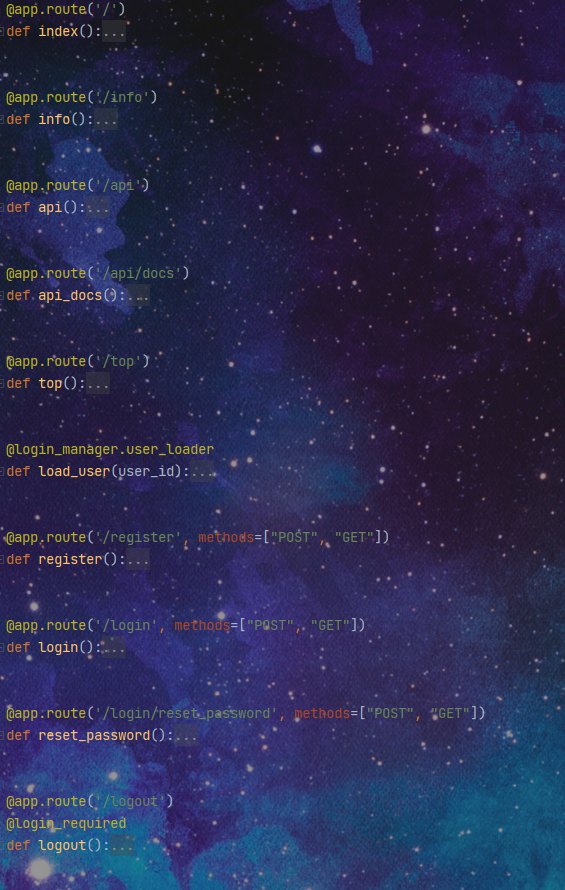 @app.route('/')
def index():...
@app.route('/info')
def info():...
@app.route('/api')
def api():...
@app.route('/api/docs')
def api_docs():...
@app.route('/top')
def top():...
@login_manager.user_loader
def load_user(user_id):...
@app.route('/register', methods=["POST", "GET"])
def register():...
@app.route('/login', methods=["POST", "GET"])
def login():...
@app.route('/login/reset_password', methods=["POST", "GET"])
def reset_password():...
@app.route('/logout')
@login_required
def logout():...